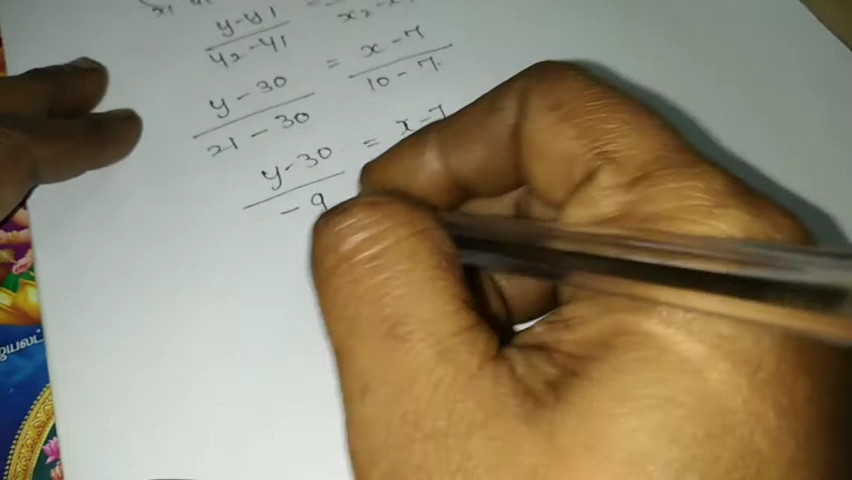 y-y1 / y2-y1 =
y-30 / 21-30 = x-7 / 10-7
y-30 / -9 = x-7